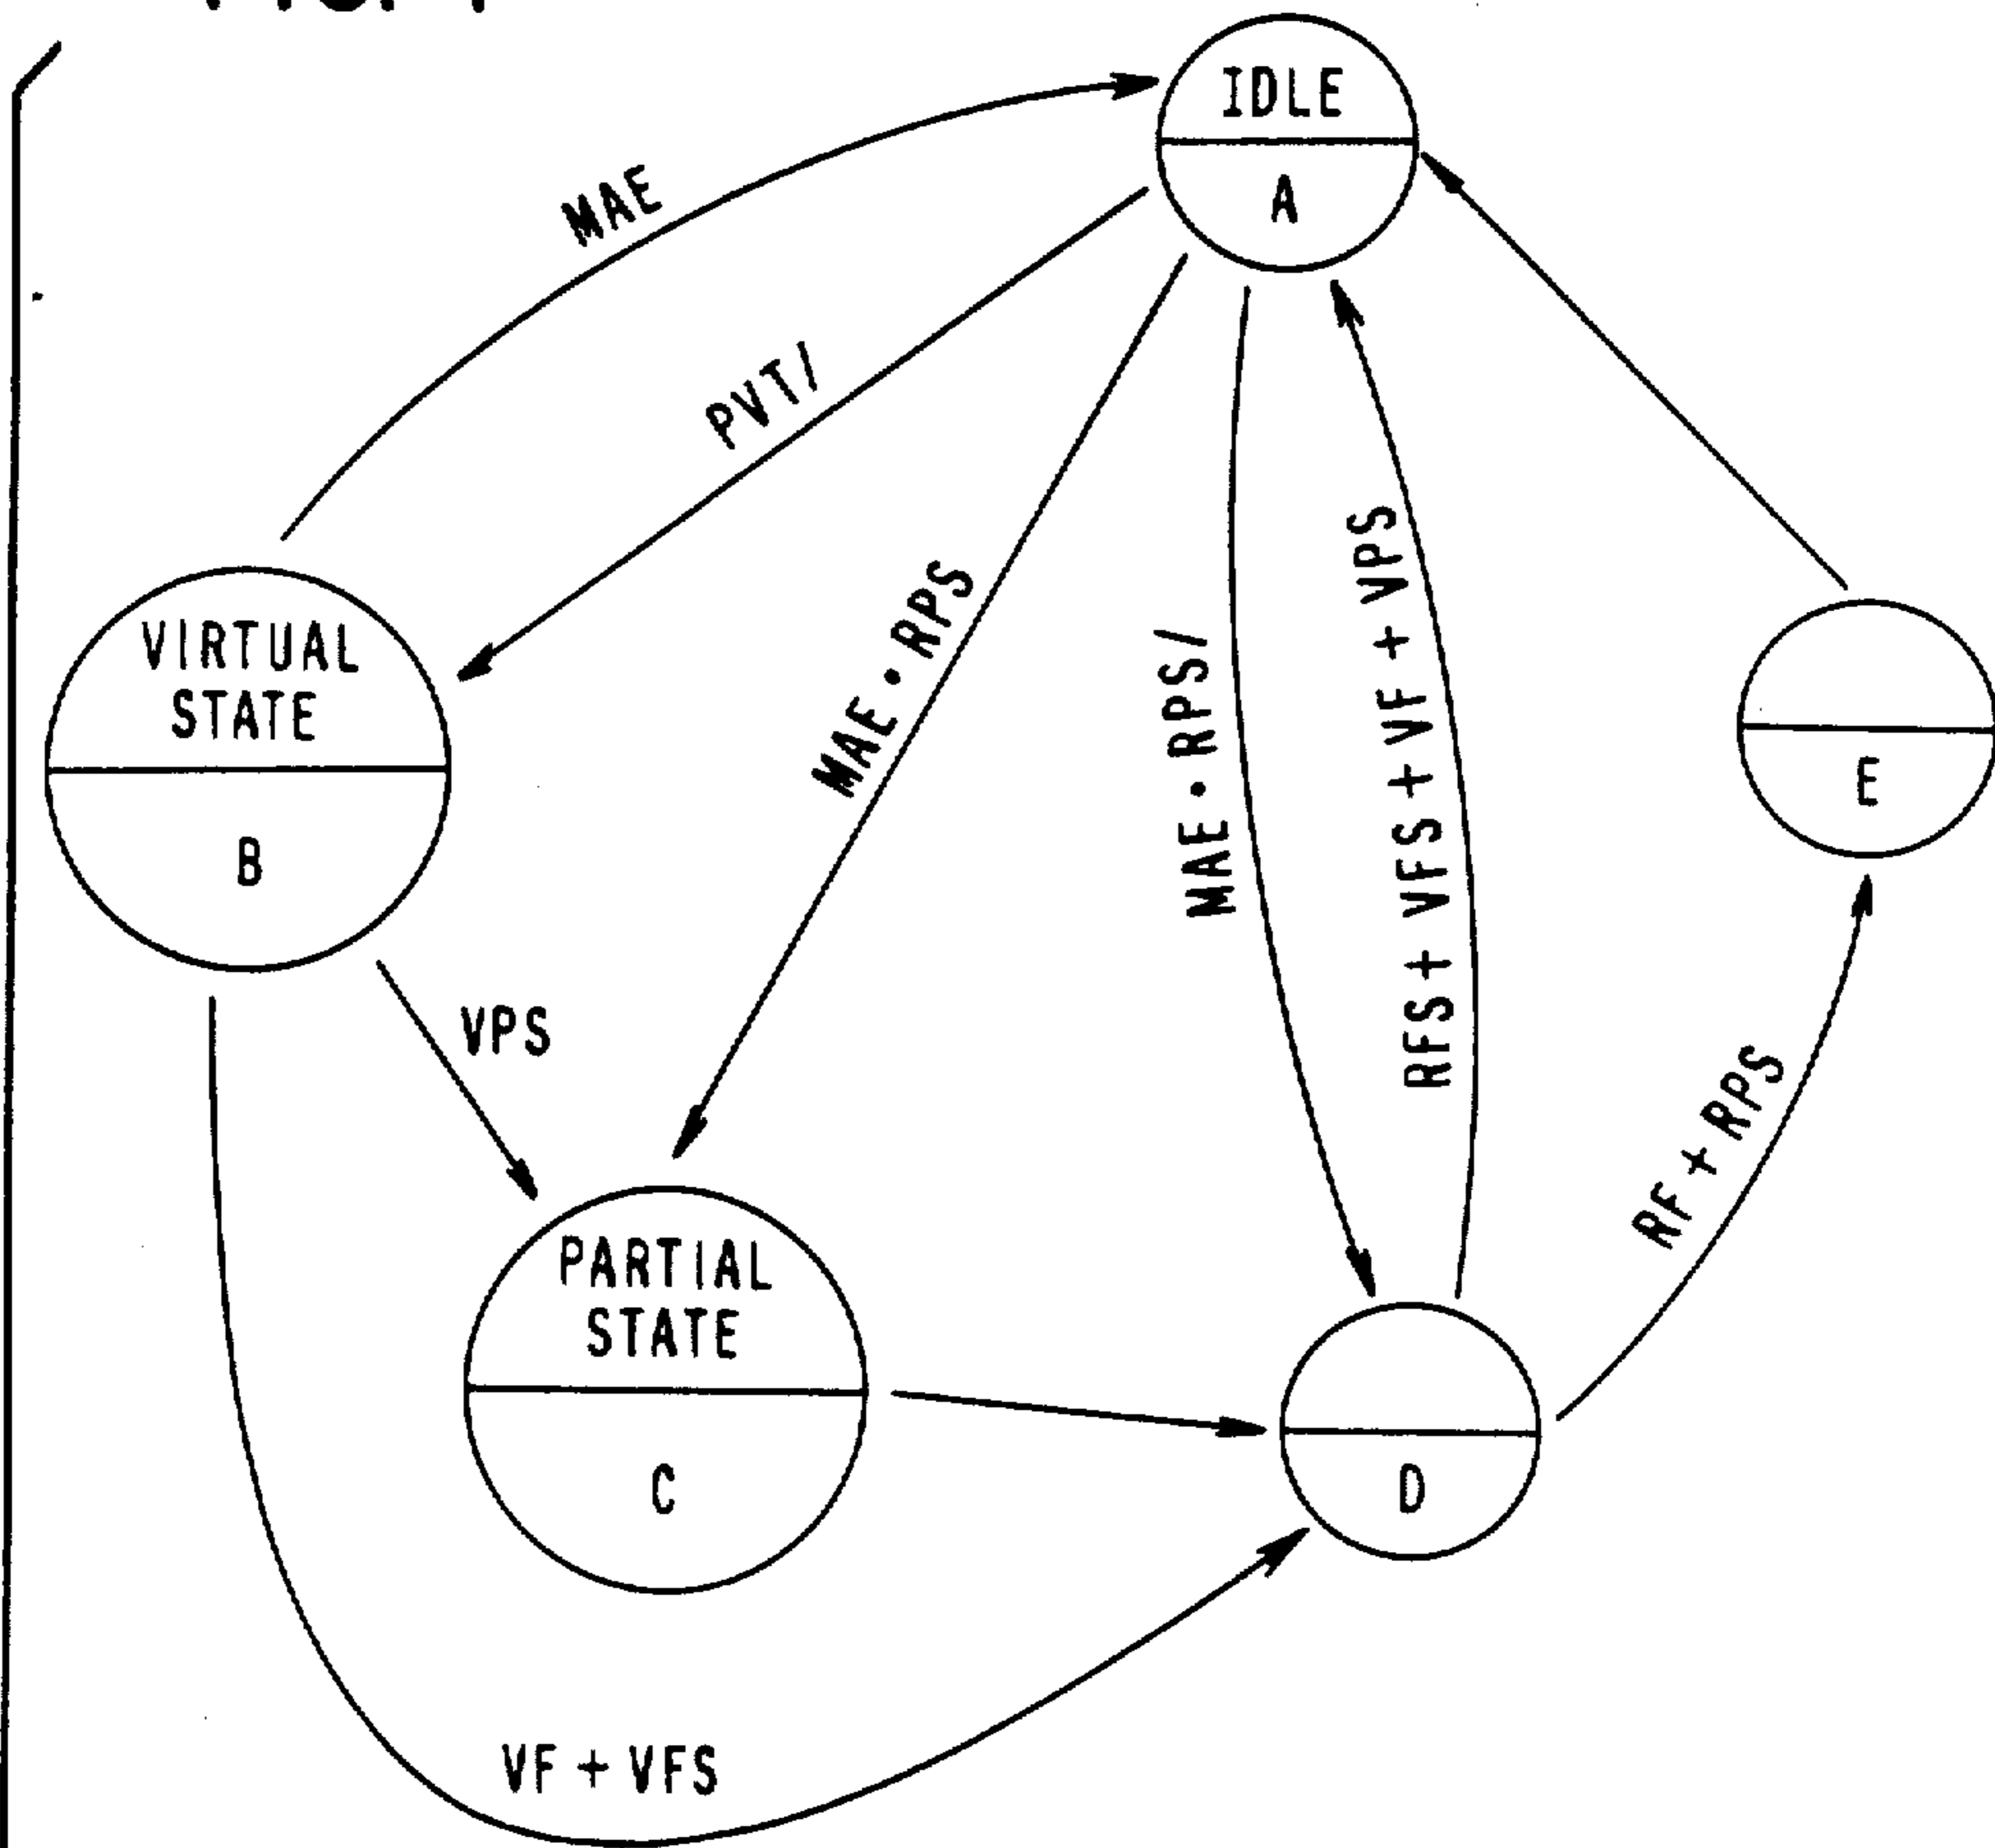 IDLE
A
MAE
PVT/
MAE·RPS
MAE·RPS/
RFS+ VFS+VF + VPS
VIRTUAL
STATE
B
E
VPS
RF + RPS
PARTIAL
STATE
C
D
VF + VFS